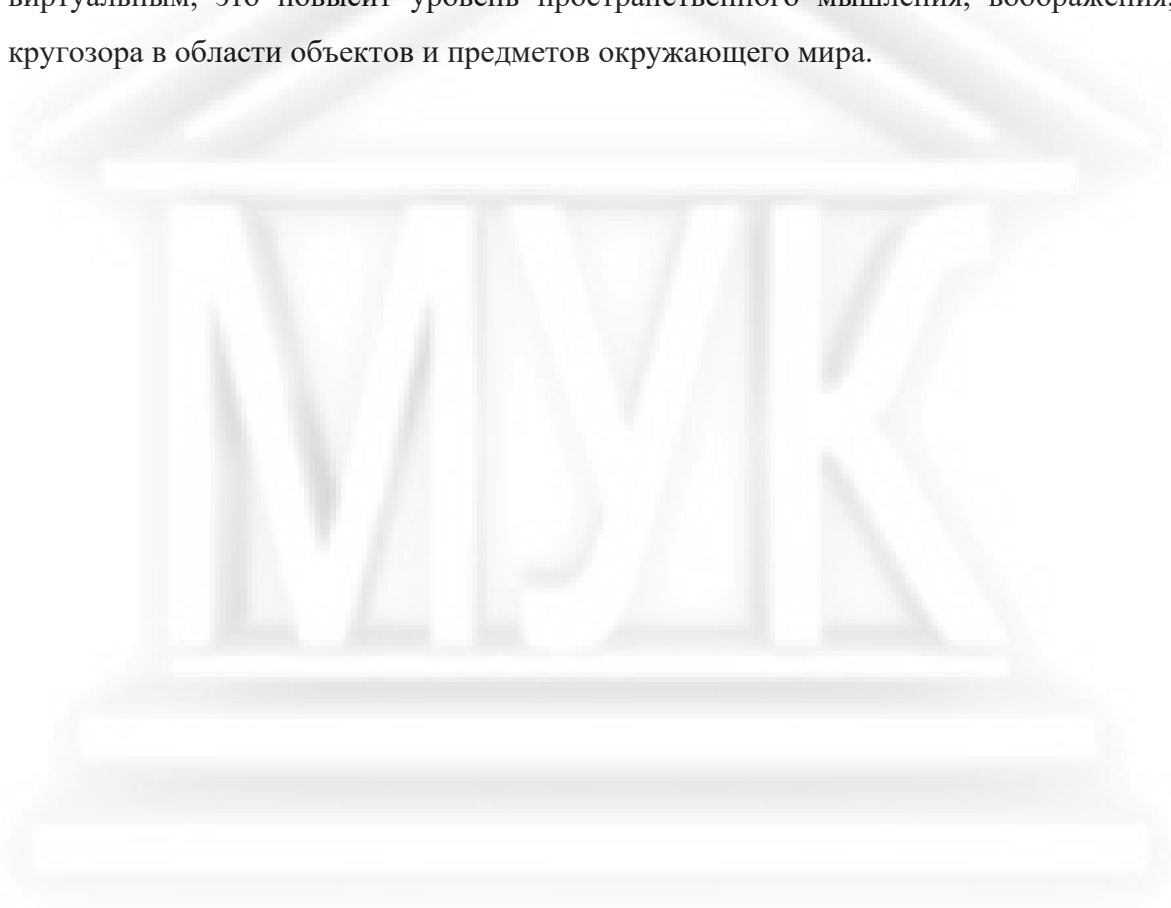 виртуальным, это повысит уровень пространственного мышления, воображения,
кругозора в области объектов и предметов окружающего мира.
МУК